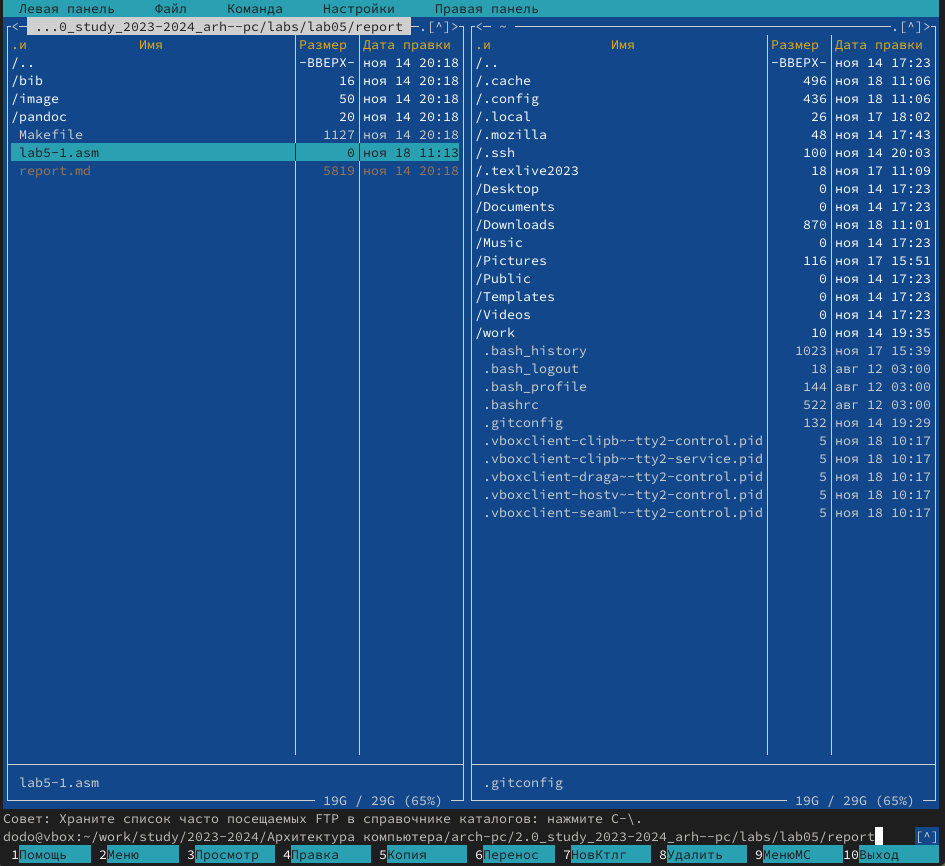 Левая панель Файл Команда Настройки Правая панель
<─ ...0_study_2023-2024_arh--pc/labs/lab05/report ─.[^]>
.и Имя Размер Дата правки
/.. -ВВЕРХ- ноя 14 20:18
/bib 16 ноя 14 20:18
/image 50 ноя 14 20:18
/pandoc 20 ноя 14 20:18
Makefile 1127 ноя 14 20:18
lab5-1.asm 0 ноя 18 11:13
report.md 5819 ноя 14 20:18
lab5-1.asm
19G / 29G (65%)
<─ ~ ─.[^]>
.и Имя Размер Дата правки
/.. -ВВЕРХ- ноя 14 17:23
/.cache 496 ноя 18 11:06
/.config 436 ноя 18 11:06
/.local 26 ноя 17 18:02
/.mozilla 48 ноя 14 17:43
/.ssh 100 ноя 14 20:03
/.texlive2023 18 ноя 17 11:09
/Desktop 0 ноя 14 17:23
/Documents 0 ноя 14 17:23
/Downloads 870 ноя 18 11:01
/Music 0 ноя 14 17:23
/Pictures 116 ноя 17 15:51
/Public 0 ноя 14 17:23
/Templates 0 ноя 14 17:23
/Videos 0 ноя 14 17:23
/work 10 ноя 14 19:35
.bash_history 1023 ноя 17 15:39
.bash_logout 18 авг 12 03:00
.bash_profile 144 авг 12 03:00
.bashrc 522 авг 12 03:00
.gitconfig 132 ноя 14 19:29
.vboxclient-clipb~-tty2-control.pid 5 ноя 18 10:17
.vboxclient-clipb~-tty2-service.pid 5 ноя 18 10:17
.vboxclient-draga~-tty2-control.pid 5 ноя 18 10:17
.vboxclient-hostv~-tty2-control.pid 5 ноя 18 10:17
.vboxclient-seaml~-tty2-control.pid 5 ноя 18 10:17
.gitconfig
19G / 29G (65%)
Совет: Храните список часто посещаемых FTP в справочнике каталогов: нажмите C-\.
dodo@vbox:~/work/study/2023-2024/Архитектура компьютера/arch-pc/2.0_study_2023-2024_arh--pc/labs/lab05/report [^]
1Помощь 2Меню 3Просмотр 4Правка 5Копия 6Перенос 7НовКтлг 8Удалить 9МенюМС 10Выход